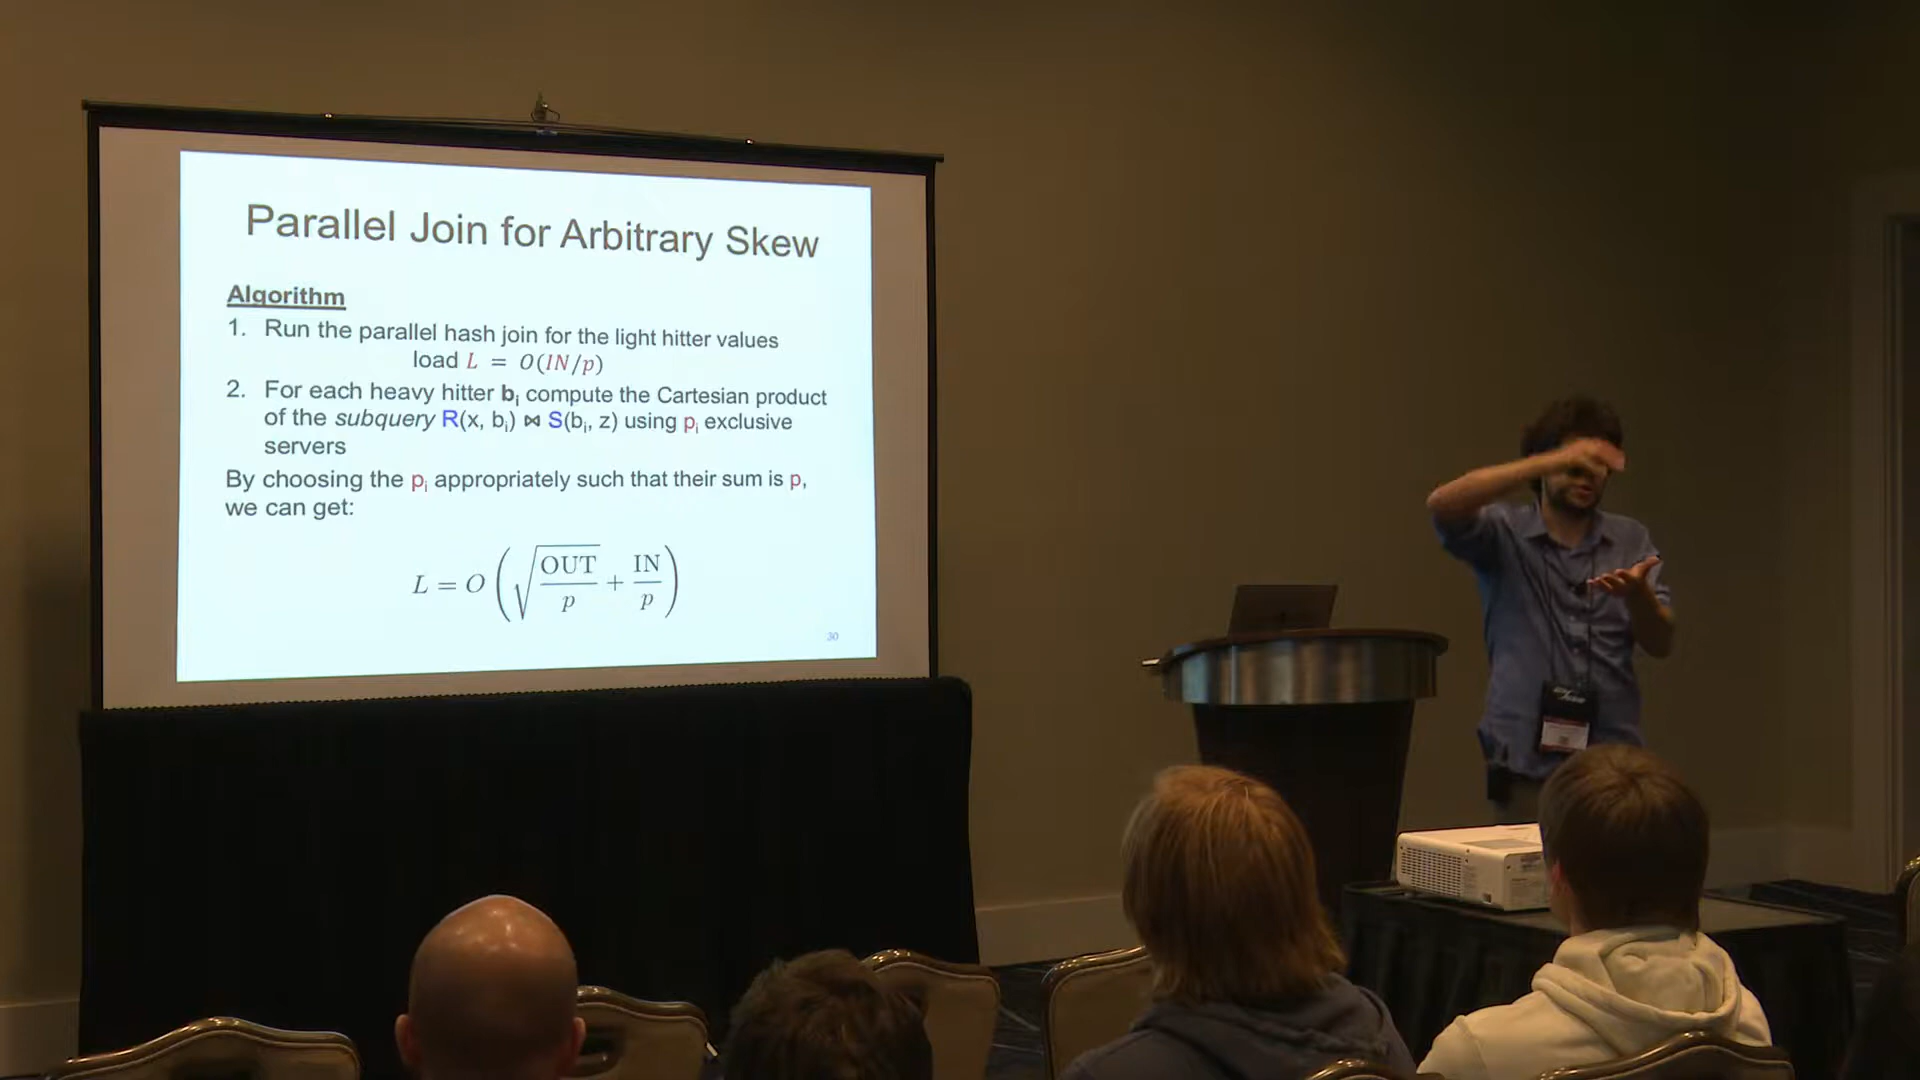 Parallel Join for Arbitrary Skew
Algorithm
1. Run the parallel hash join for the light hitter values
load L = O(IN/p)
2. For each heavy hitter bᵢ compute the Cartesian product
of the subquery R(x, bᵢ) ⋈ S(bᵢ, z) using pᵢ exclusive
servers
By choosing the pᵢ appropriately such that their sum is p,
we can get:
L = O(√(OUT/p) + IN/p)
30